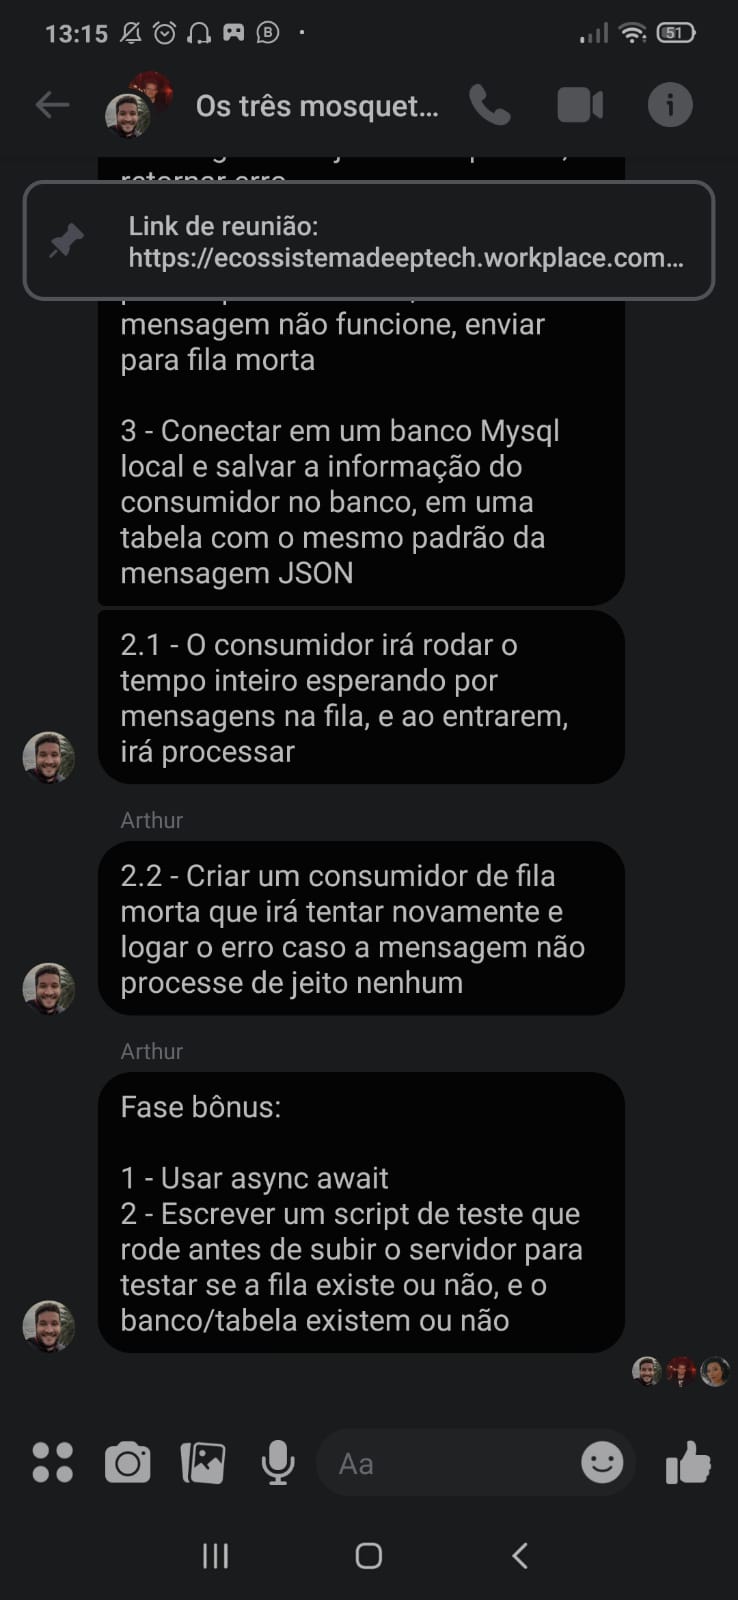 13:15
51
Os três mosquet...
retornar erro
Link de reunião:
https://ecossistemadeeptech.workplace.com...
mensagem não funcione, enviar
para fila morta
3 - Conectar em um banco Mysql
local e salvar a informação do
consumidor no banco, em uma
tabela com o mesmo padrão da
mensagem JSON
2.1 - O consumidor irá rodar o
tempo inteiro esperando por
mensagens na fila, e ao entrarem,
irá processar
Arthur
2.2 - Criar um consumidor de fila
morta que irá tentar novamente e
logar o erro caso a mensagem não
processe de jeito nenhum
Arthur
Fase bônus:
1 - Usar async await
2 - Escrever um script de teste que
rode antes de subir o servidor para
testar se a fila existe ou não, e o
banco/tabela existem ou não
Aa